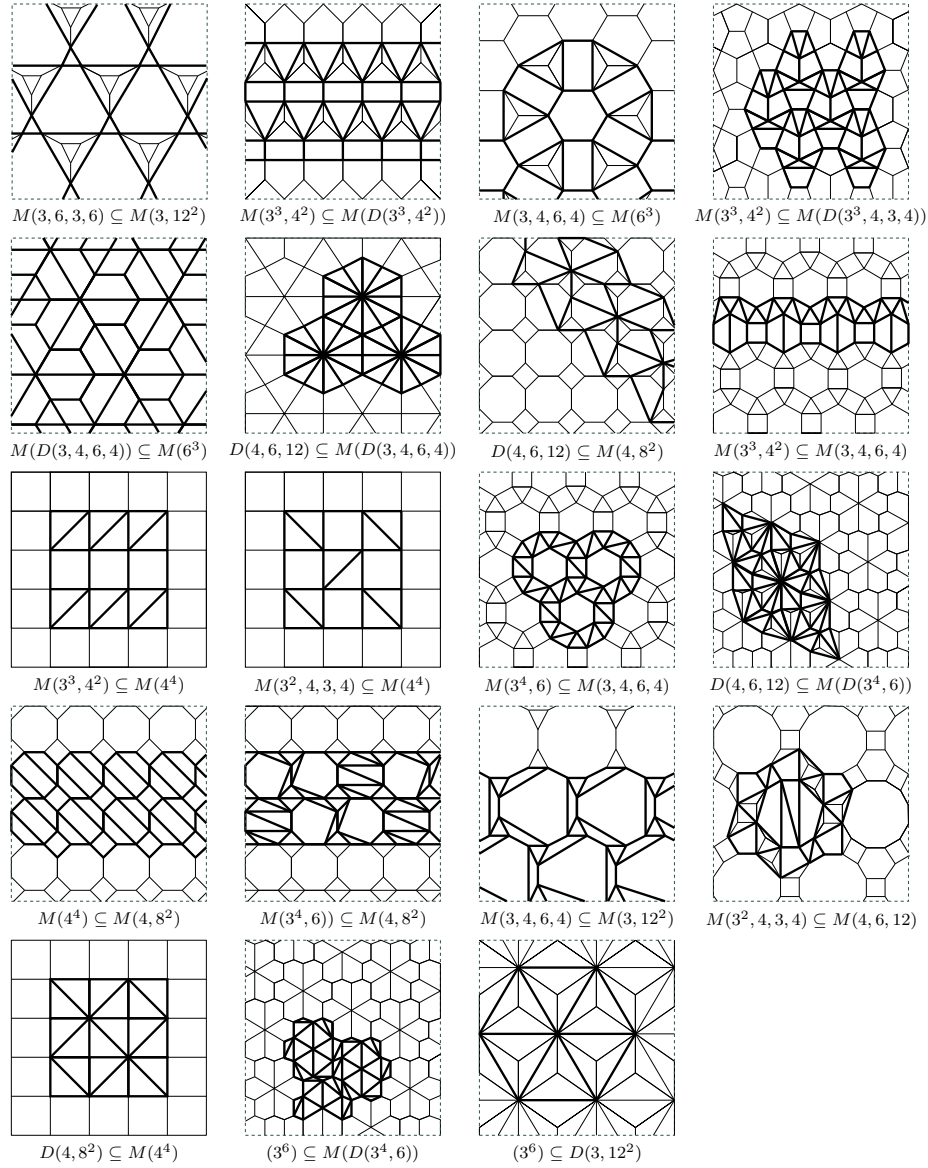 M(3, 6, 3, 6) ⊆ M(3, 12²)
M(3³, 4²) ⊆ M(D(3³, 4²))
M(3, 4, 6, 4) ⊆ M(6³)
M(3³, 4²) ⊆ M(D(3³, 4, 3, 4))
M(D(3, 4, 6, 4)) ⊆ M(6³)
D(4, 6, 12) ⊆ M(D(3, 4, 6, 4))
D(4, 6, 12) ⊆ M(4, 8²)
M(3³, 4²) ⊆ M(3, 4, 6, 4)
M(3³, 4²) ⊆ M(4⁴)
M(3², 4, 3, 4) ⊆ M(4⁴)
M(3⁴, 6) ⊆ M(3, 4, 6, 4)
D(4, 6, 12) ⊆ M(D(3⁴, 6))
M(4⁴) ⊆ M(4, 8²)
M(3⁴, 6)) ⊆ M(4, 8²)
M(3, 4, 6, 4) ⊆ M(3, 12²)
M(3², 4, 3, 4) ⊆ M(4, 6, 12)
D(4, 8²) ⊆ M(4⁴)
(3⁶) ⊆ M(D(3⁴, 6))
(3⁶) ⊆ D(3, 12²)